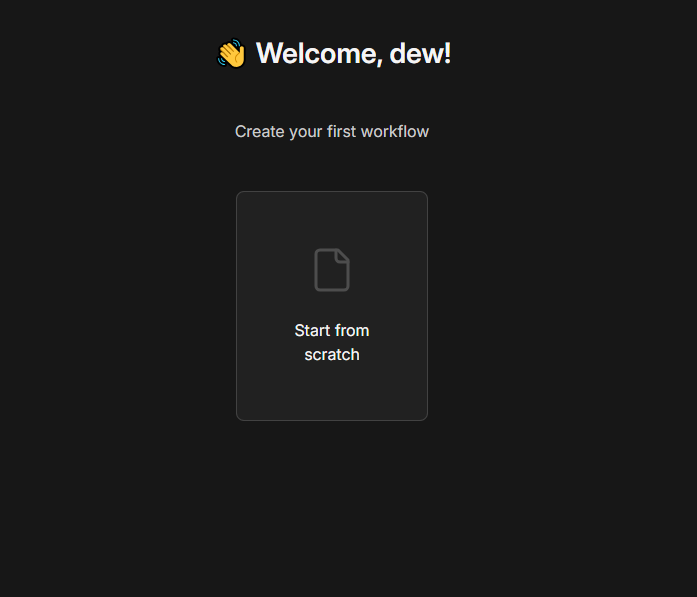 👋 Welcome, dew!
Create your first workflow
Start from
scratch